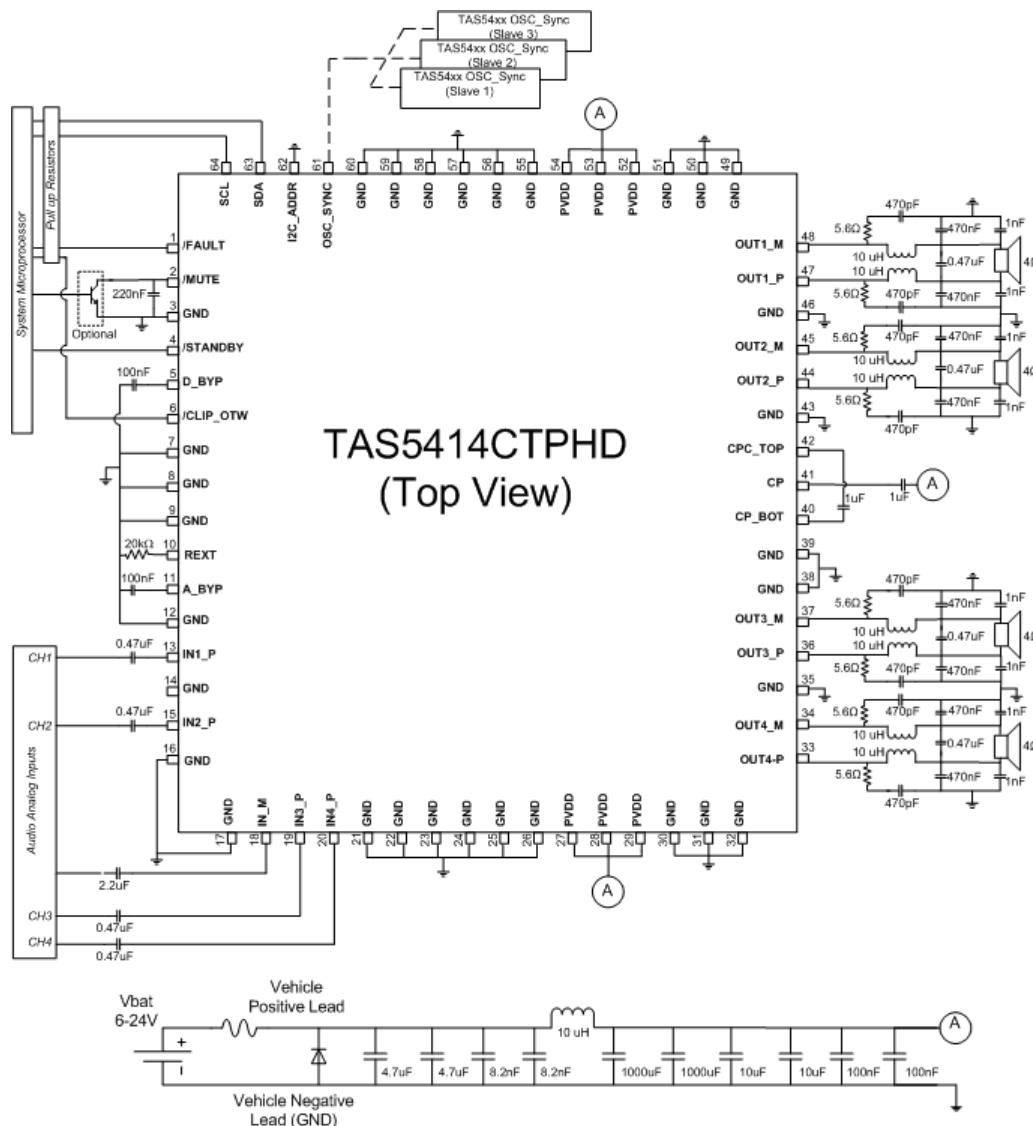 TAS54xx OSC_Sync
(Slave 3)
TAS54xx OSC_Sync
(Slave 2)
TAS54xx OSC_Sync
(Slave 1)
A
System Microprocessor
Pull up Resistors
64
63
62
61
60
59
58
57
56
55
54
53
52
51
50
49
SCL
SDA
I2C_ADDR
OSC_SYNC
GND
GND
GND
GND
GND
GND
PVDD
PVDD
PVDD
GND
GND
GND
1
/FAULT
2
/MUTE
220nF
Optional
3
GND
4
/STANDBY
100nF
5
D_BYP
6
/CLIP_OTW
7
GND
8
GND
9
GND
20kΩ
10
REXT
100nF
11
A_BYP
12
GND
TAS5414CTPHD
(Top View)
470pF
1nF
5.6Ω
470nF
OUT1_M
48
10 uH
0.47uF
4Ω
10 uH
OUT1_P
47
5.6Ω
470pF
470nF
1nF
GND
46
5.6Ω
470pF
470nF
1nF
OUT2_M
45
10 uH
0.47uF
4Ω
10 uH
OUT2_P
44
5.6Ω
470nF
1nF
470pF
GND
43
CPC_TOP
42
CP
41
1uF
1uF
A
CP_BOT
40
GND
39
GND
38
470pF
1nF
5.6Ω
470nF
OUT3_M
37
10 uH
0.47uF
4Ω
10 uH
OUT3_P
36
5.6Ω
470pF
470nF
1nF
GND
35
5.6Ω
470pF
470nF
1nF
OUT4_M
34
10 uH
0.47uF
4Ω
10 uH
OUT4-P
33
5.6Ω
470nF
1nF
470pF
Audio Analog Inputs
CH1
0.47uF
13
IN1_P
14
GND
CH2
0.47uF
15
IN2_P
16
GND
GND
IN_M
IN3_P
IN4_P
GND
GND
GND
GND
GND
GND
PVDD
PVDD
PVDD
GND
GND
GND
17
18
19
20
21
22
23
24
25
26
27
28
29
30
31
32
2.2uF
CH3
0.47uF
CH4
0.47uF
A
Vbat
6-24V
+
-
Vehicle
Positive Lead
Vehicle Negative
Lead (GND)
4.7uF
4.7uF
8.2nF
8.2nF
10 uH
1000uF
1000uF
10uF
10uF
100nF
100nF
A